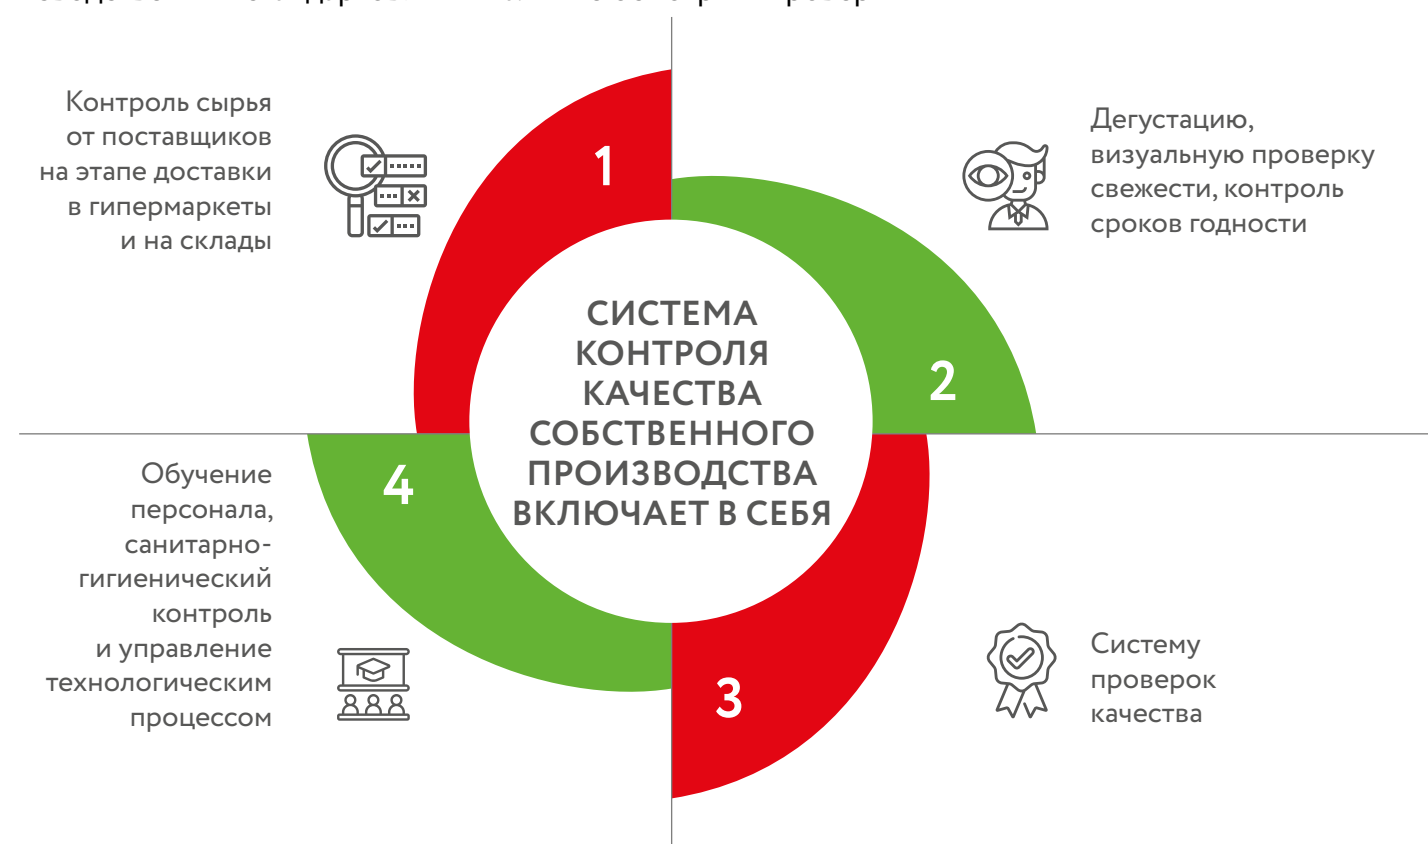 Контроль сырья
от поставщиков
на этапе доставки
в гипермаркеты
и на склады
1
Дегустацию,
визуальную проверку
свежести, контроль
сроков годности
2
СИСТЕМА
КОНТРОЛЯ
КАЧЕСТВА
СОБСТВЕННОГО
ПРОИЗВОДСТВА
ВКЛЮЧАЕТ В СЕБЯ
4
Обучение
персонала,
санитарно-
гигиенический
контроль
и управление
технологическим
процессом
3
Систему
проверок
качества